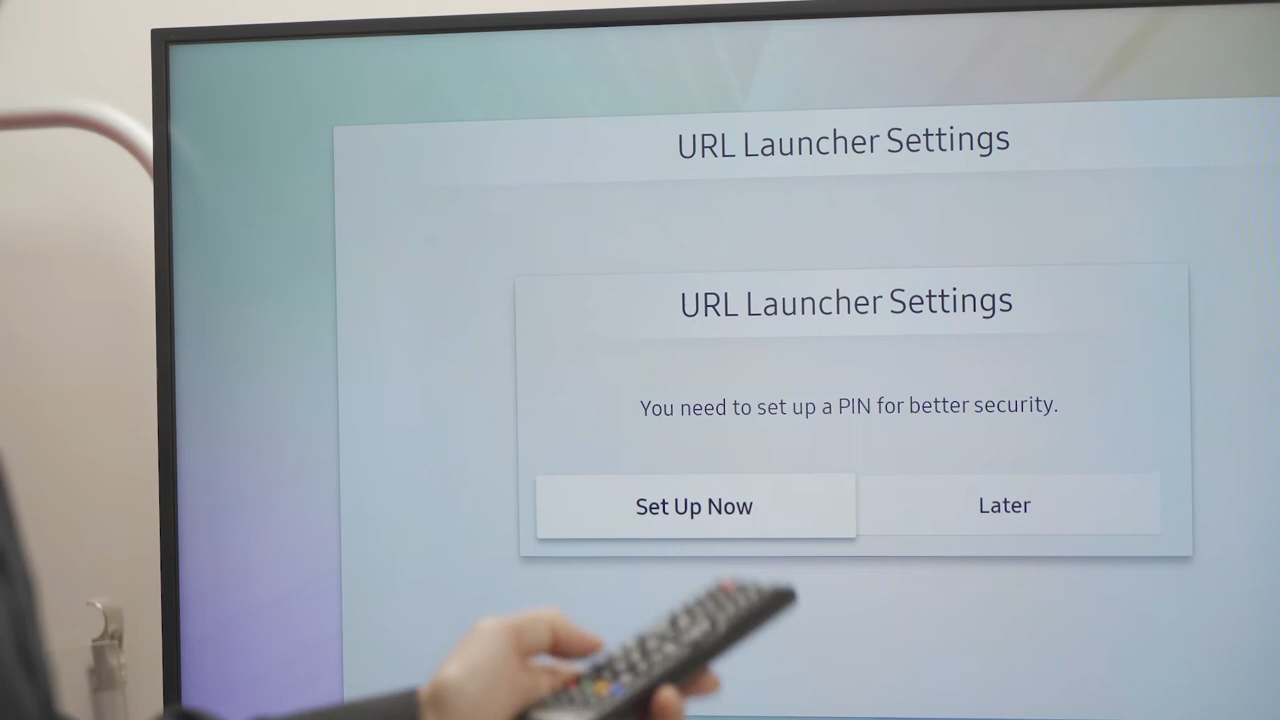 URL Launcher Settings
URL Launcher Settings
You need to set up a PIN for better security.
Set Up Now
Later